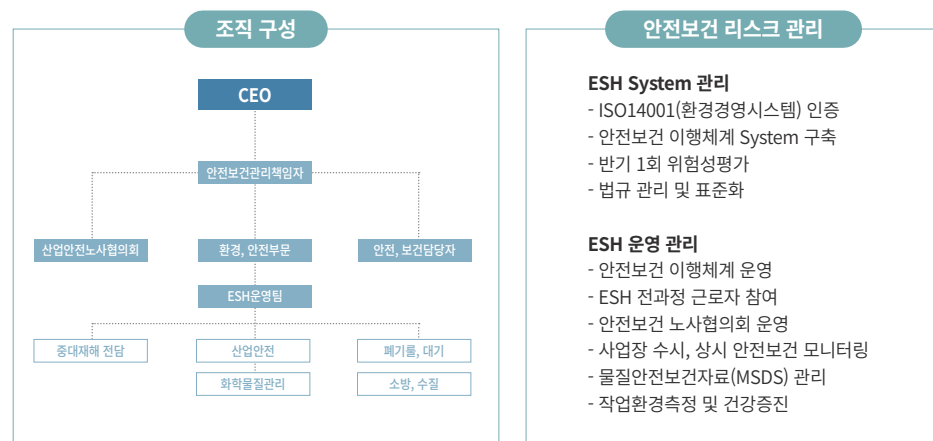 조직 구성
CEO
안전보건관리책임자
산업안전노사협의회
환경, 안전부문
안전, 보건담당자
ESH운영팀
중대재해 전담
산업안전
폐기물, 대기
화학물질관리
소방, 수질
안전보건 리스크 관리
ESH System 관리
- ISO14001(환경경영시스템) 인증
- 안전보건 이행체계 System 구축
- 반기 1회 위험성평가
- 법규 관리 및 표준화
ESH 운영 관리
- 안전보건 이행체계 운영
- ESH 전과정 근로자 참여
- 안전보건 노사협의회 운영
- 사업장 수시, 상시 안전보건 모니터링
- 물질안전보건자료(MSDS) 관리
- 작업환경측정 및 건강증진